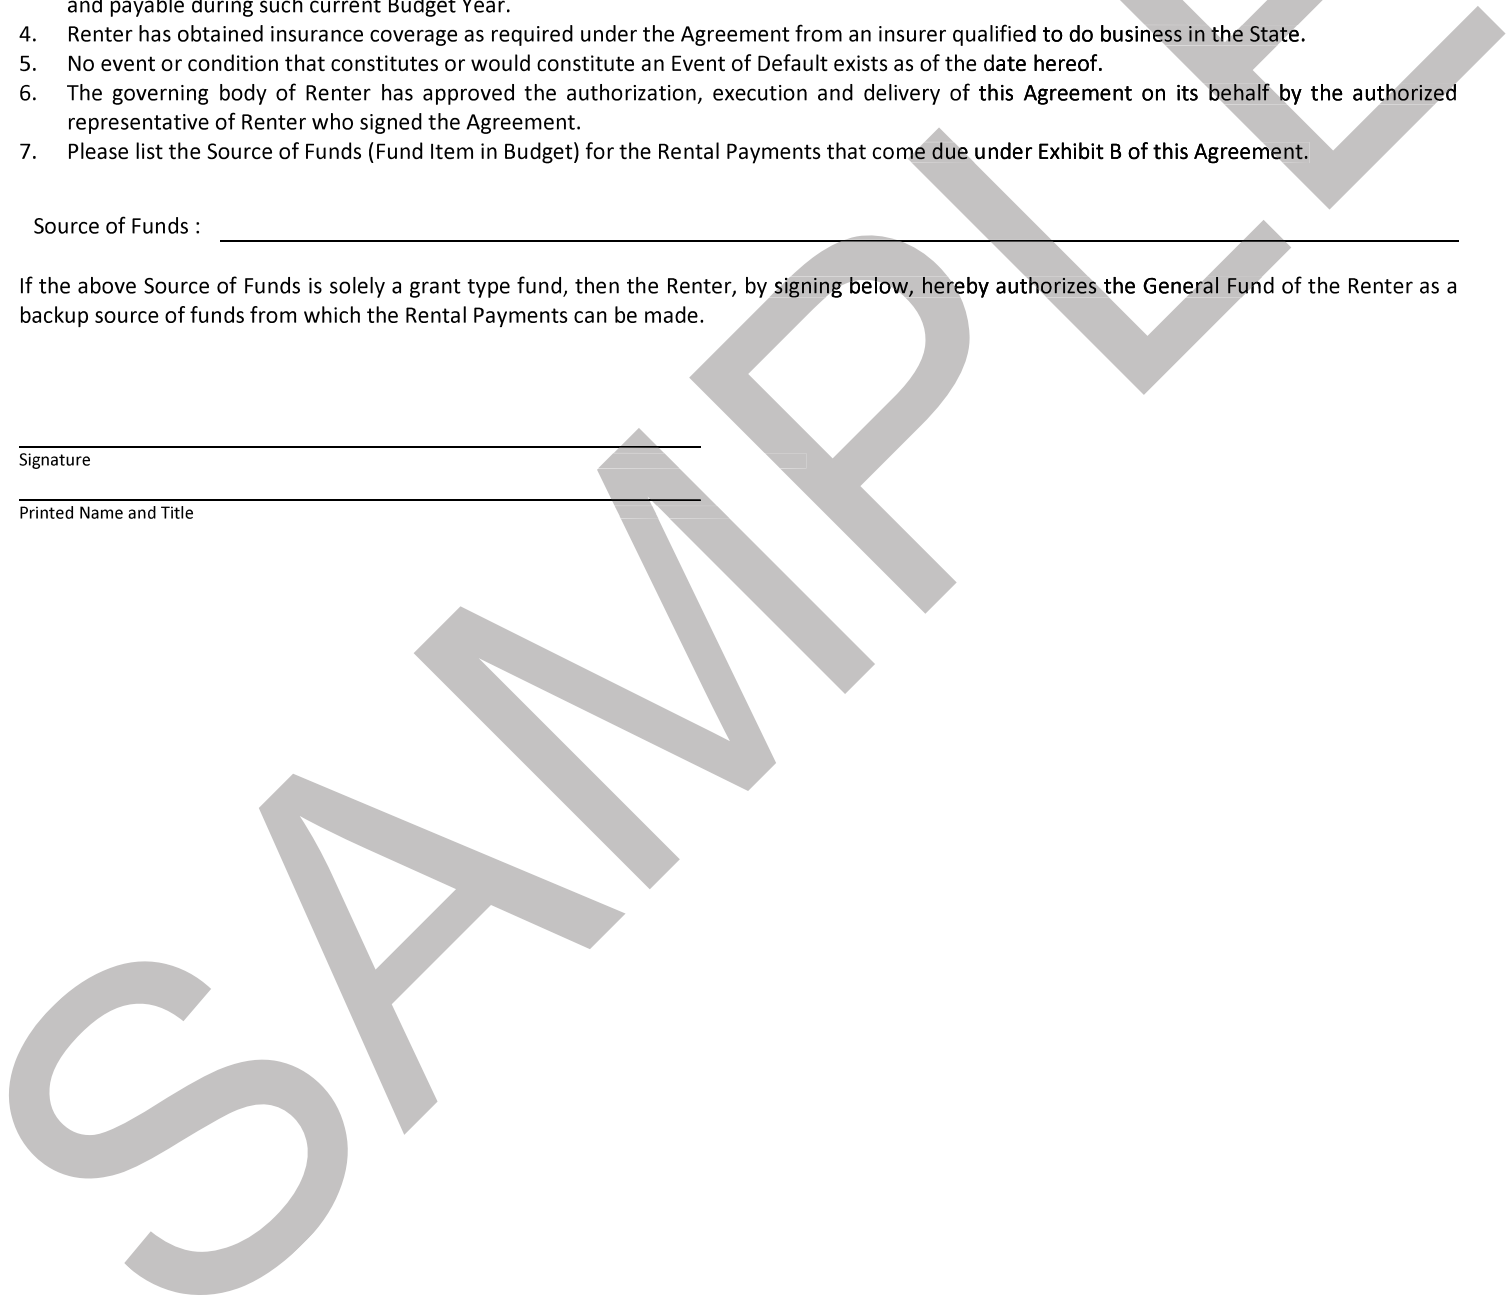 and payable during such current Budget Year.
4. Renter has obtained insurance coverage as required under the Agreement from an insurer qualified to do business in the State.
5. No event or condition that constitutes or would constitute an Event of Default exists as of the date hereof.
6. The governing body of Renter has approved the authorization, execution and delivery of this Agreement on its behalf by the authorized
representative of Renter who signed the Agreement.
7. Please list the Source of Funds (Fund Item in Budget) for the Rental Payments that come due under Exhibit B of this Agreement.
Source of Funds :
If the above Source of Funds is solely a grant type fund, then the Renter, by signing below, hereby authorizes the General Fund of the Renter as a
backup source of funds from which the Rental Payments can be made.
Signature
Printed Name and Title
SAMPLE